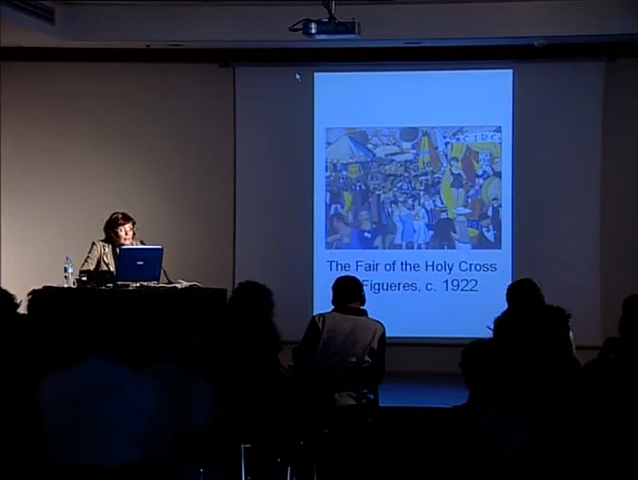 CIRC
The Fair of the Holy Cross
Figueres, c. 1922